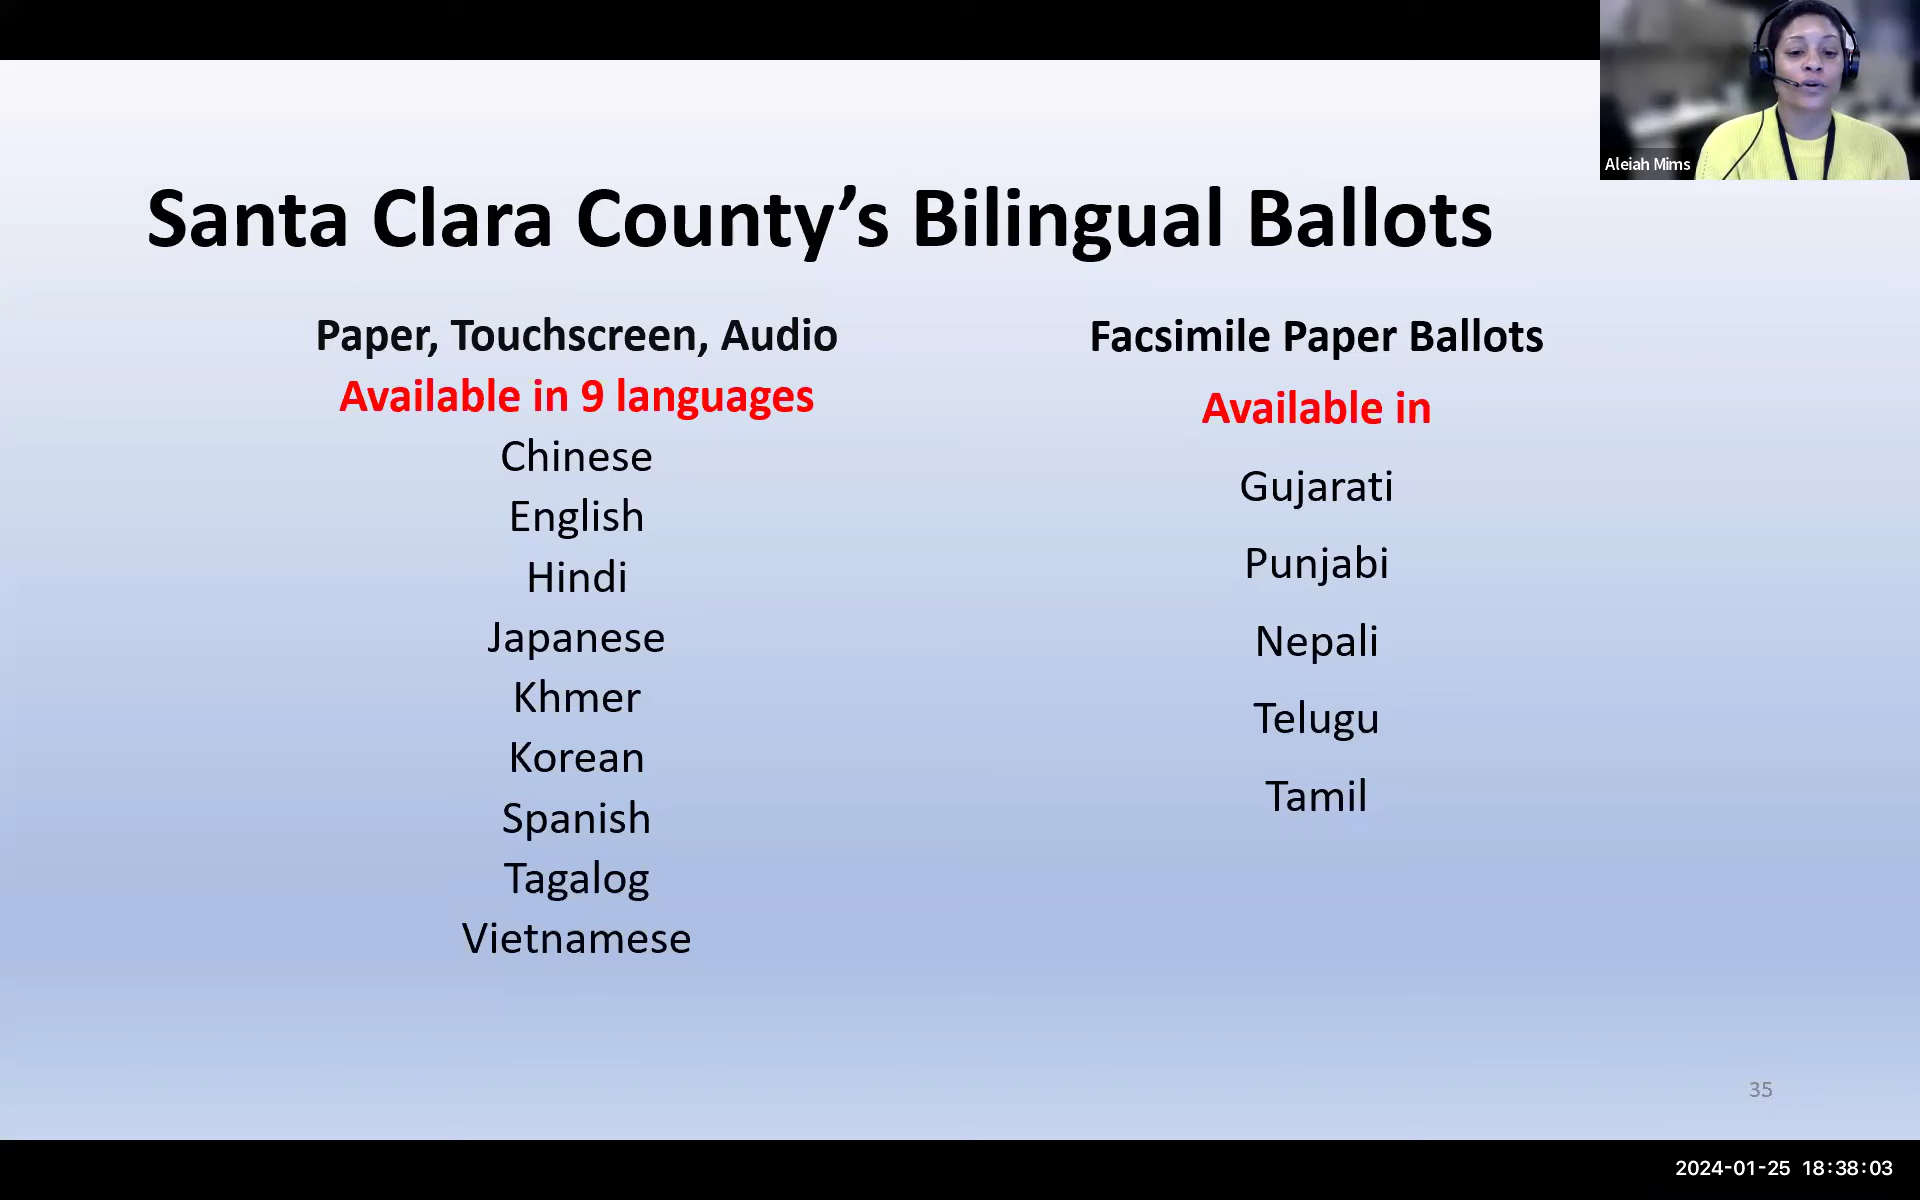 Aleiah Mims
Santa Clara County’s Bilingual Ballots
Paper, Touchscreen, Audio
Available in 9 languages
Chinese
English
Hindi
Japanese
Khmer
Korean
Spanish
Tagalog
Vietnamese
Facsimile Paper Ballots
Available in
Gujarati
Punjabi
Nepali
Telugu
Tamil
35
2024-01-25 18:38:03